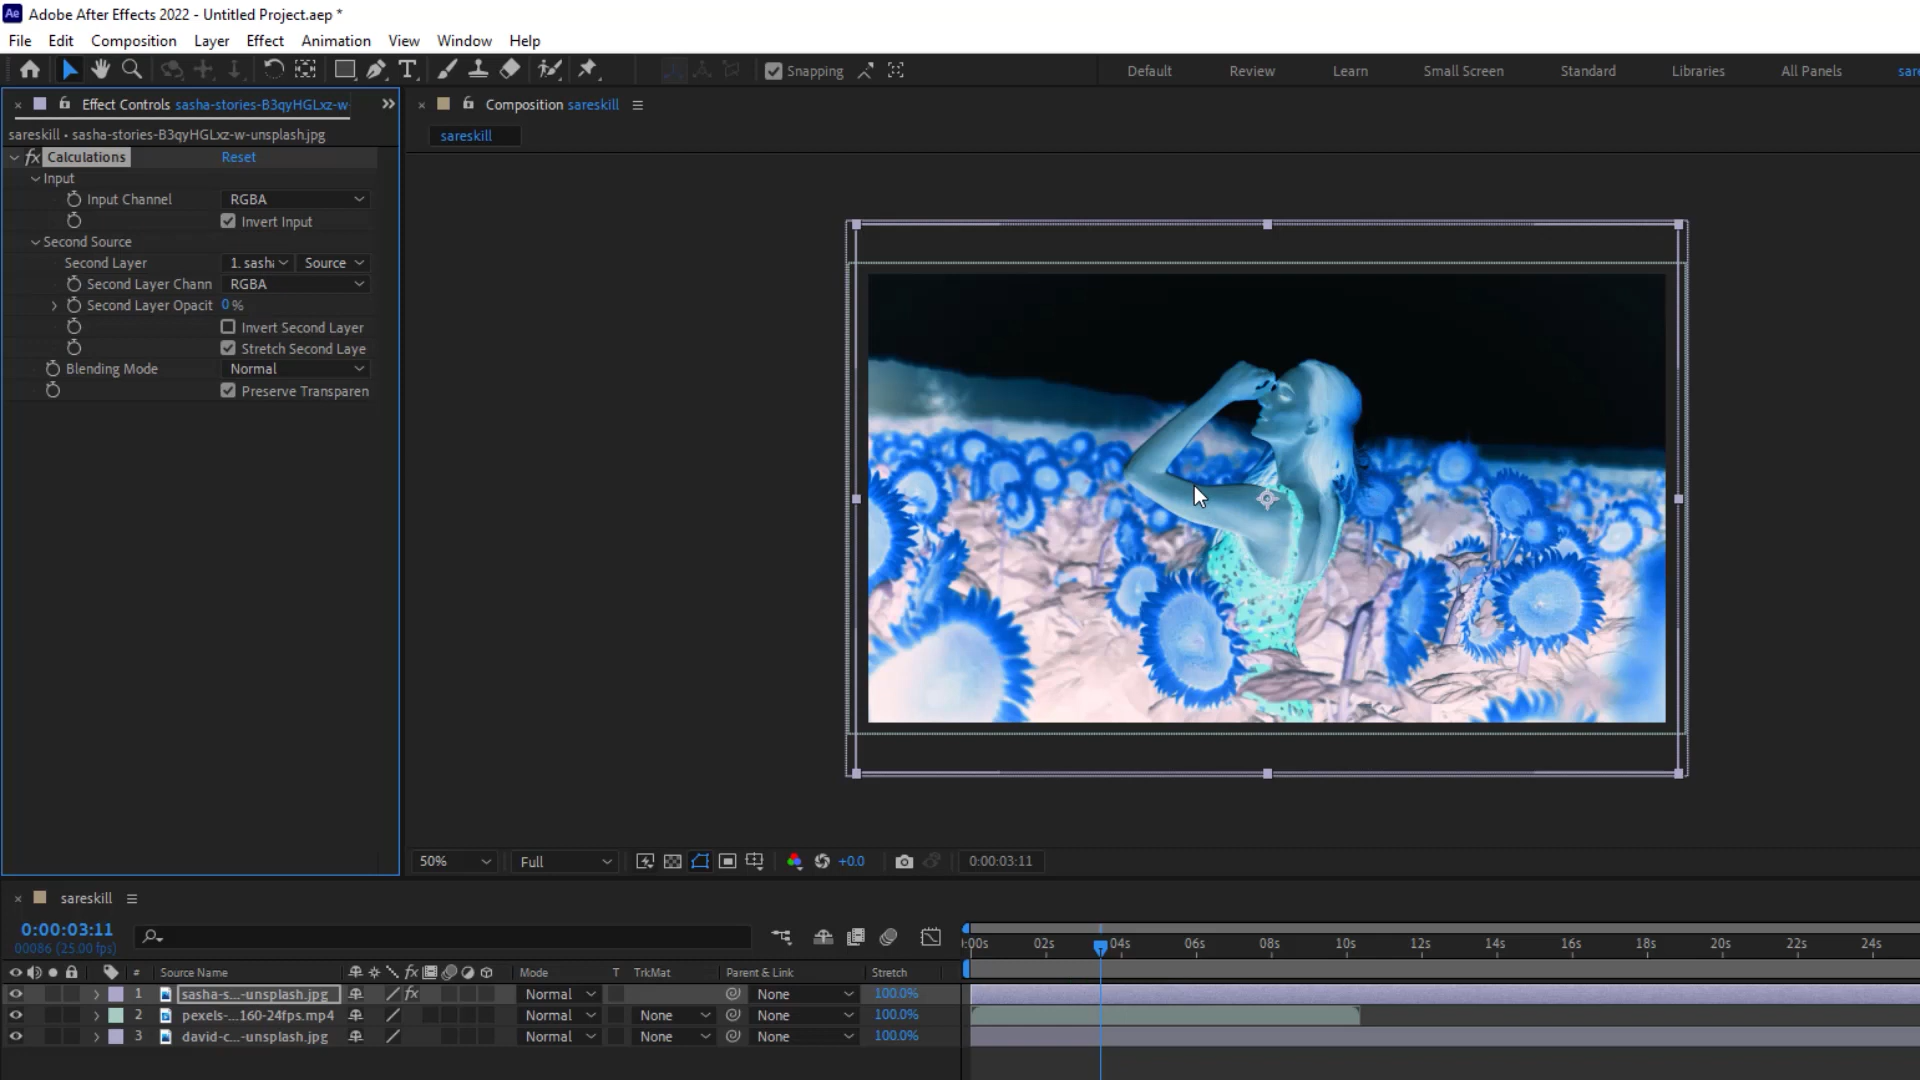 Ae Adobe After Effects 2022 - Untitled Project.aep *
File Edit Composition Layer Effect Animation View Window Help
Snapping Default Review Learn Small Screen Standard Libraries All Panels sare
Effect Controls sasha-stories-B3qyHGLxz-w-
sareskill • sasha-stories-B3qyHGLxz-w-unsplash.jpg
fx Calculations Reset
Input
Input Channel RGBA
Invert Input
Second Source
Second Layer 1. sasha Source
Second Layer Chann RGBA
Second Layer Opacit 0 %
Invert Second Layer
Stretch Second Laye
Blending Mode Normal
Preserve Transparen
Composition sareskill
sareskill
50% Full +0.0 0:00:03:11
sareskill
0:00:03:11
00086 (25.00 fps)
:00s 02s 04s 06s 08s 10s 12s 14s 16s 18s 20s 22s 24s
# Source Name fx Mode T TrkMat Parent & Link Stretch
1 sasha-s...-unsplash.jpg fx Normal None 100.0%
2 pexels-...160-24fps.mp4 Normal None None 100.0%
3 david-c...-unsplash.jpg Normal None None 100.0%